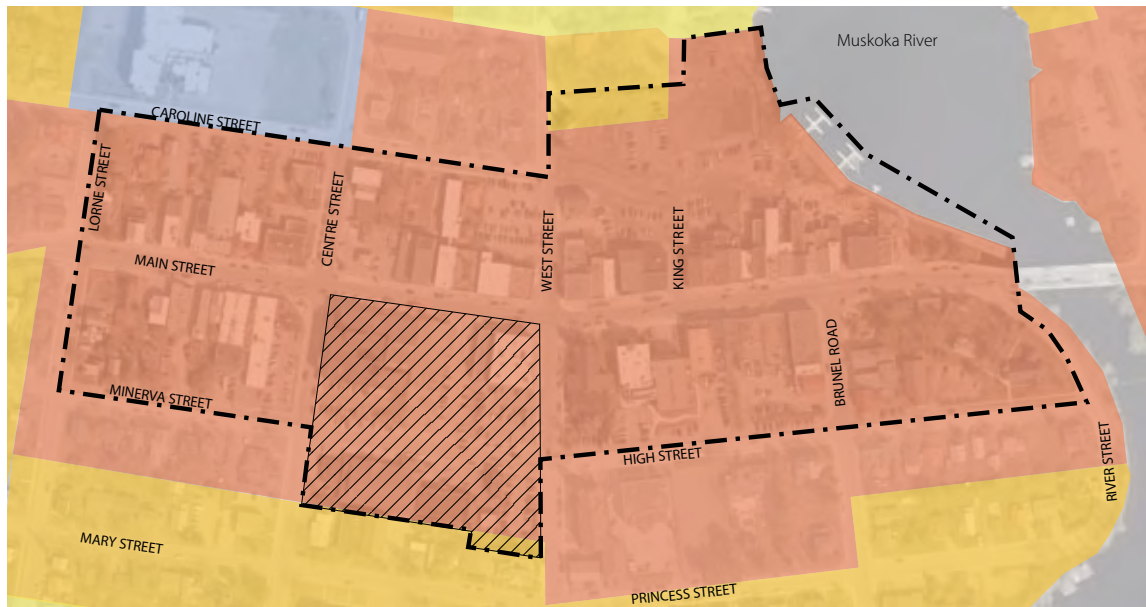 Muskoka River
CAROLINE STREET
LORNE STREET
CENTRE STREET
WEST STREET
KING STREET
MAIN STREET
BRUNEL ROAD
MINERVA STREET
HIGH STREET
RIVER STREET
MARY STREET
PRINCESS STREET